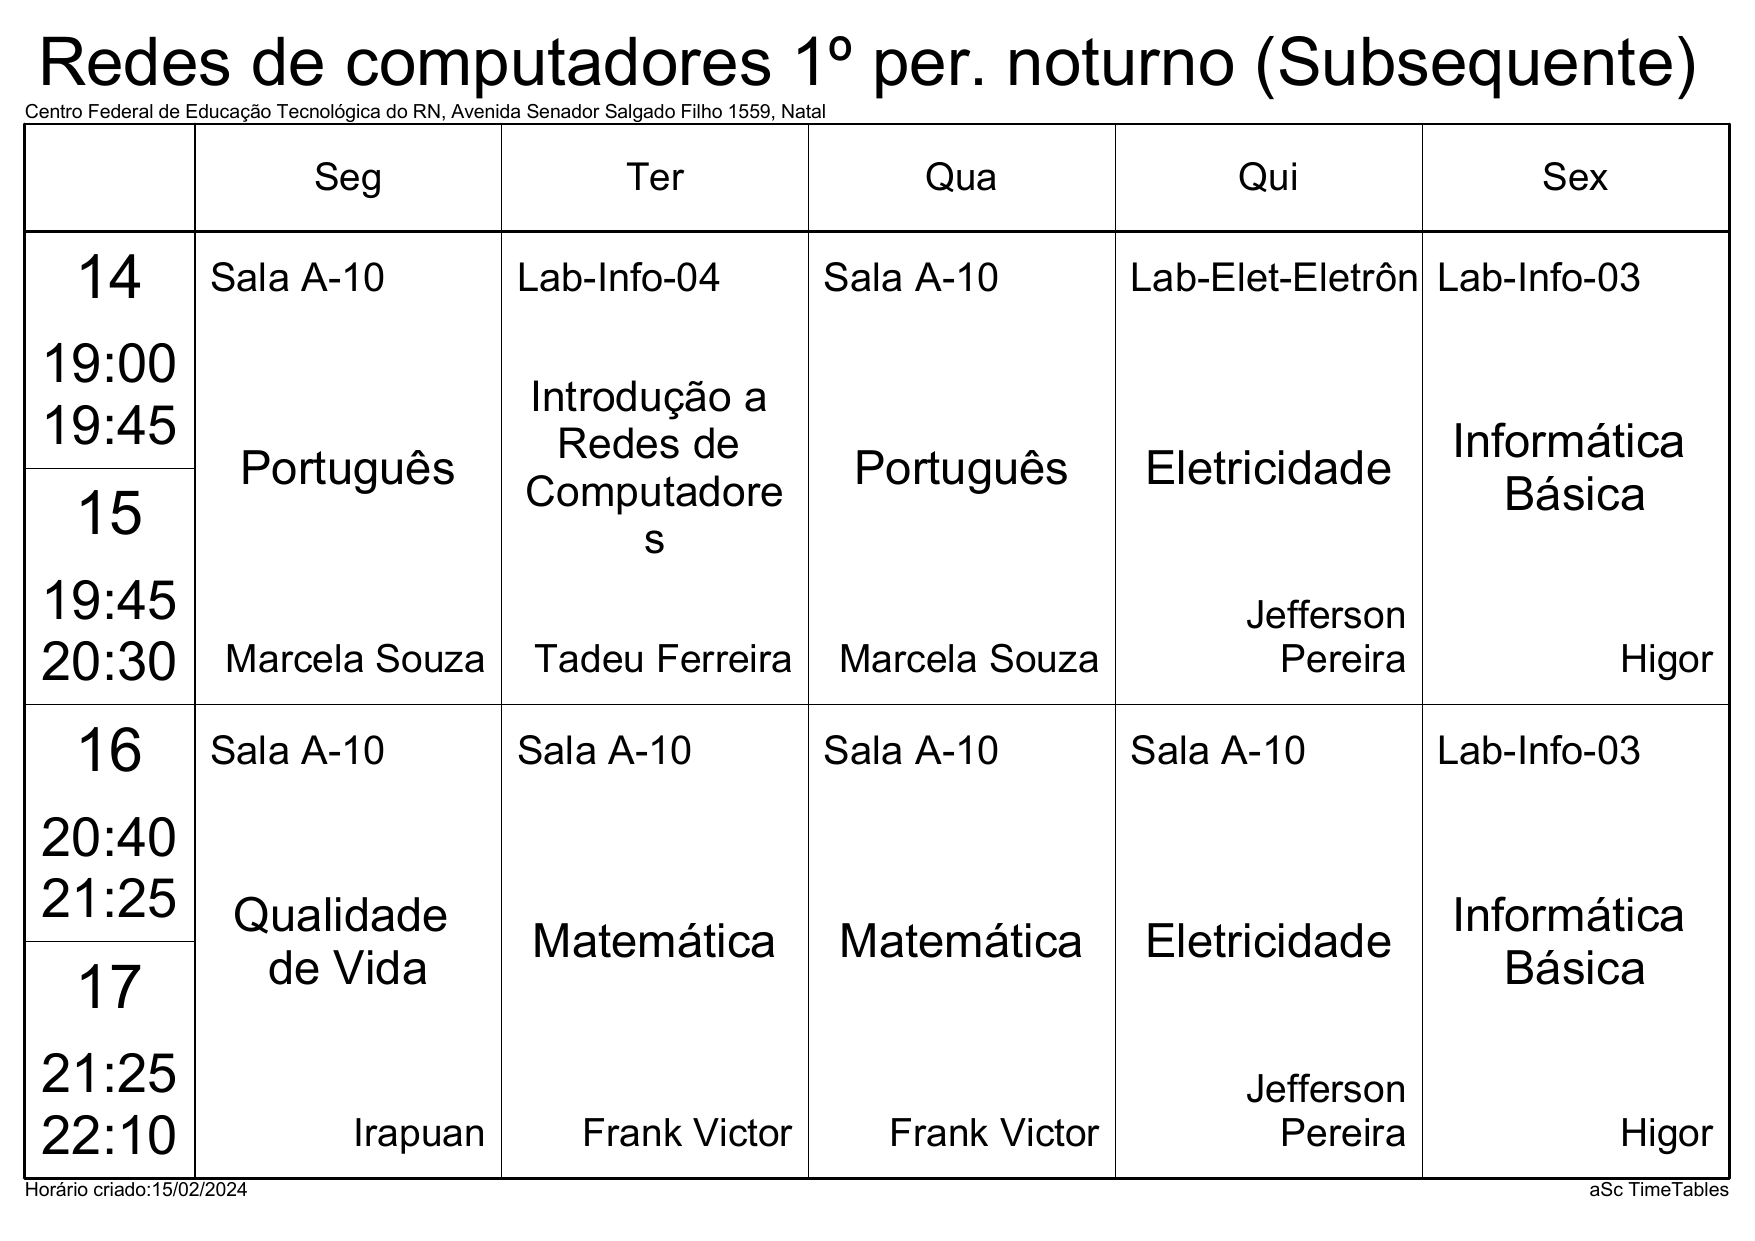 Redes de computadores 1º per. noturno (Subsequente)
Centro Federal de Educação Tecnológica do RN, Avenida Senador Salgado Filho 1559, Natal
Seg Ter Qua Qui Sex
14 Sala A-10 Lab-Info-04 Sala A-10 Lab-Elet-Eletrôn Lab-Info-03
19:00
19:45
Introdução a
Redes de
Computadore
s
Português Português Eletricidade
Informática
Básica
15
19:45
20:30
Jefferson
Marcela Souza Tadeu Ferreira Marcela Souza Pereira Higor
16 Sala A-10 Sala A-10 Sala A-10 Sala A-10 Lab-Info-03
20:40
21:25
Qualidade
de Vida
Matemática Matemática Eletricidade
Informática
Básica
17
21:25
22:10
Jefferson
Irapuan Frank Victor Frank Victor Pereira Higor
Horário criado:15/02/2024 aSc TimeTables